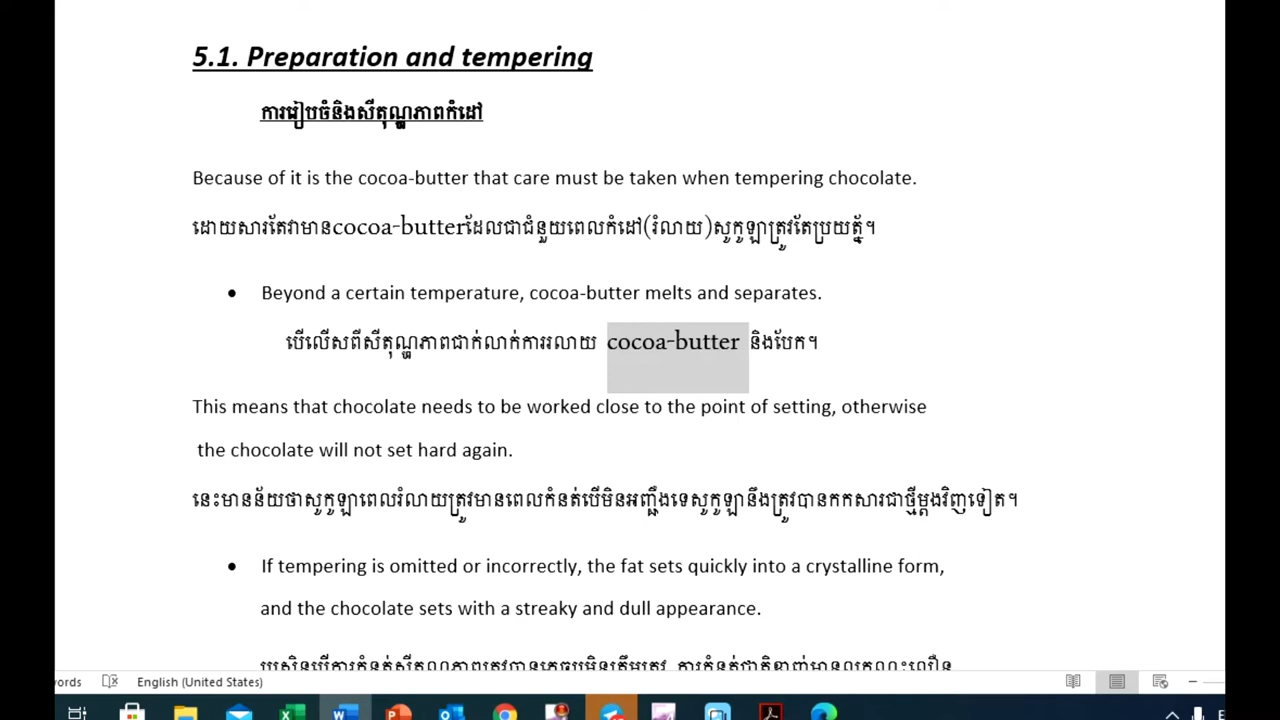 5.1. Preparation and tempering
ការរៀបចំនិងសីតុណ្ហភាពកំដៅ
Because of it is the cocoa-butter that care must be taken when tempering chocolate.
ដោយសារតែវាមានcocoa-butterដែលជាជំនួយពេលកំដៅ(រំលាយ)សូកូឡាត្រូវតែប្រយត្ន័។
• Beyond a certain temperature, cocoa-butter melts and separates.
បើលើសពីសីតុណ្ហភាពជាក់លាក់ការរលាយ cocoa-butter និងបែក។
This means that chocolate needs to be worked close to the point of setting, otherwise
the chocolate will not set hard again.
នេះមានន័យថាសូកូឡាពេលរំលាយត្រូវមានពេលកំនត់បើមិនអញ្ចឹងទេសូកូឡានឹងត្រូវបានកកសារជាថ្មីម្តងវិញទៀត។
• If tempering is omitted or incorrectly, the fat sets quickly into a crystalline form,
and the chocolate sets with a streaky and dull appearance.
words English (United States)